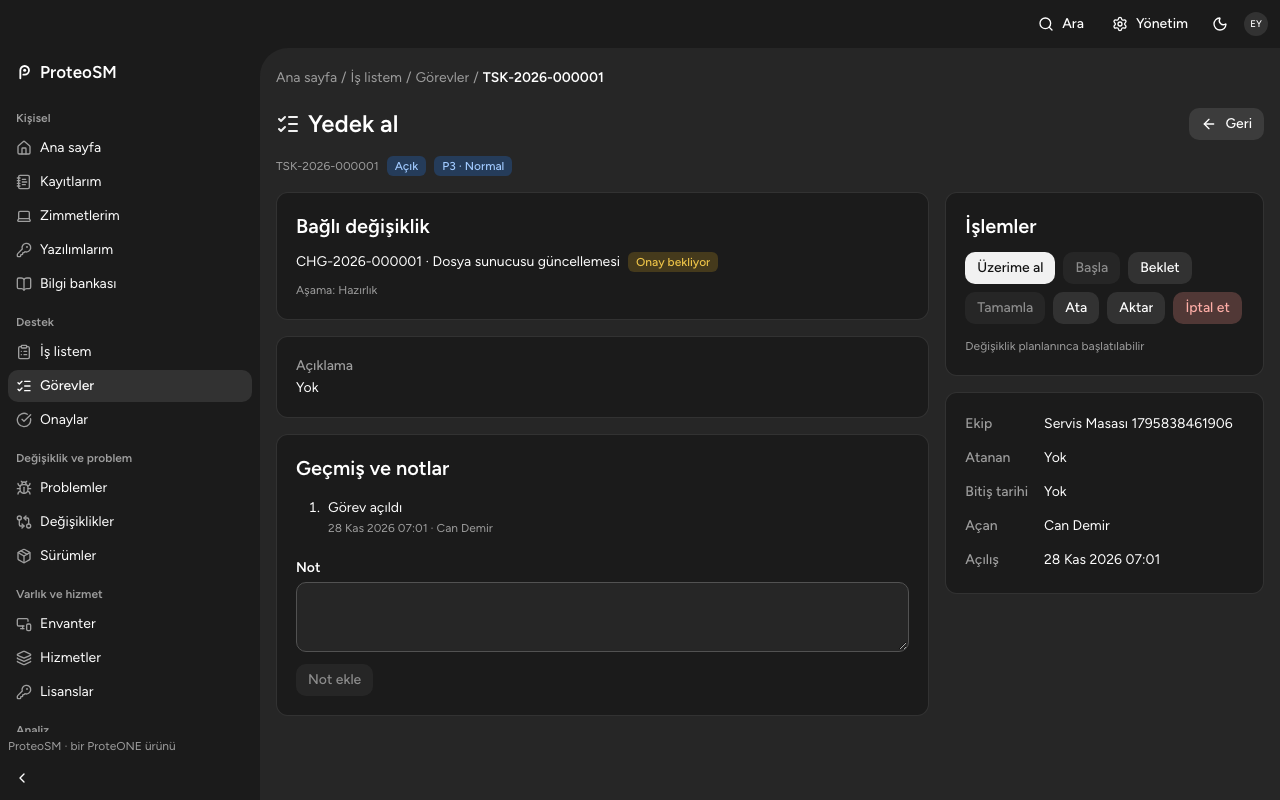 Ara
Yönetim
EY
ProteoSM
Kişisel
Ana sayfa
Kayıtlarım
Zimmetlerim
Yazılımlarım
Bilgi bankası
Destek
İş listem
Görevler
Onaylar
Değişiklik ve problem
Problemler
Değişiklikler
Sürümler
Varlık ve hizmet
Envanter
Hizmetler
Lisanslar
Analiz
ProteoSM · bir ProteONE ürünü
Ana sayfa / İş listem / Görevler / TSK-2026-000001
Yedek al
Geri
TSK-2026-000001 Açık P3 · Normal
Bağlı değişiklik
CHG-2026-000001 · Dosya sunucusu güncellemesi Onay bekliyor
Aşama: Hazırlık
Açıklama
Yok
Geçmiş ve notlar
1. Görev açıldı
28 Kas 2026 07:01 · Can Demir
Not
Not ekle
İşlemler
Üzerime al Başla Beklet
Tamamla Ata Aktar İptal et
Değişiklik planlanınca başlatılabilir
Ekip Servis Masası 1795838461906
Atanan Yok
Bitiş tarihi Yok
Açan Can Demir
Açılış 28 Kas 2026 07:01